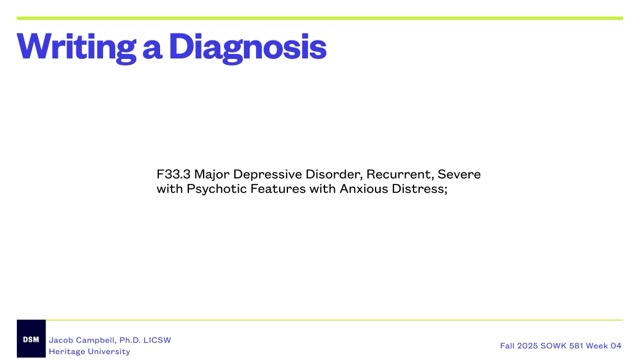 Writing a Diagnosis
F33.3 Major Depressive Disorder, Recurrent, Severe
with Psychotic Features with Anxious Distress;
DSM
Jacob Campbell, Ph.D. LICSW
Heritage University
Fall 2025 SOWK 581 Week 04